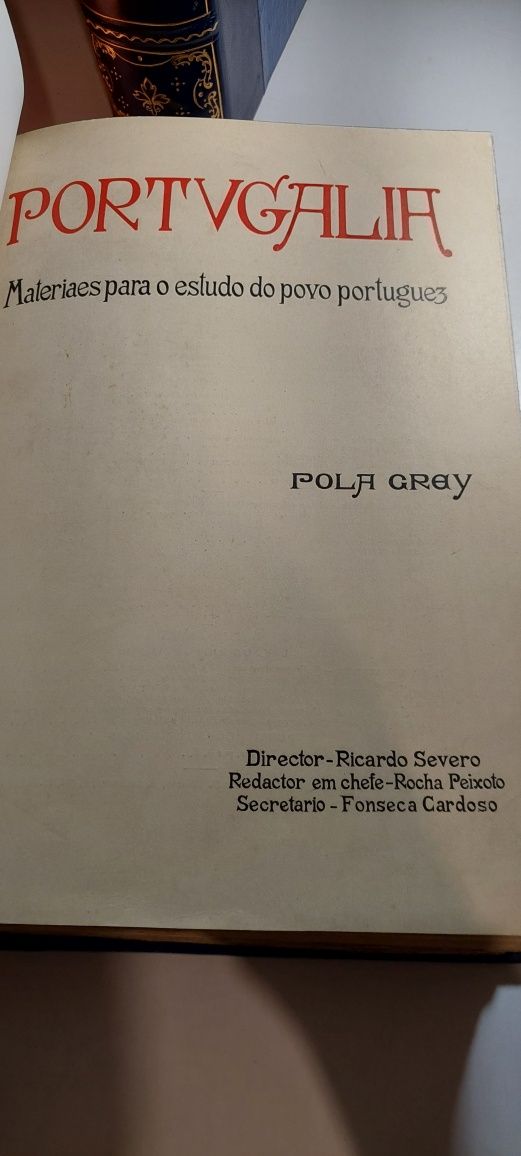 PORTVGALIA
Materiaes para o estudo do povo portuguez
POLA GREY
Director-Ricardo Severo
Redactor em chefe-Rocha Peixoto
Secretario - Fonseca Cardoso